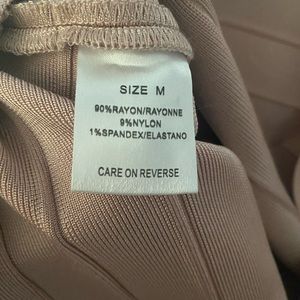 SIZE M
90%RAYON/RAYONNE
9%NYLON
1%SPANDEX/ELASTANO
CARE ON REVERSE